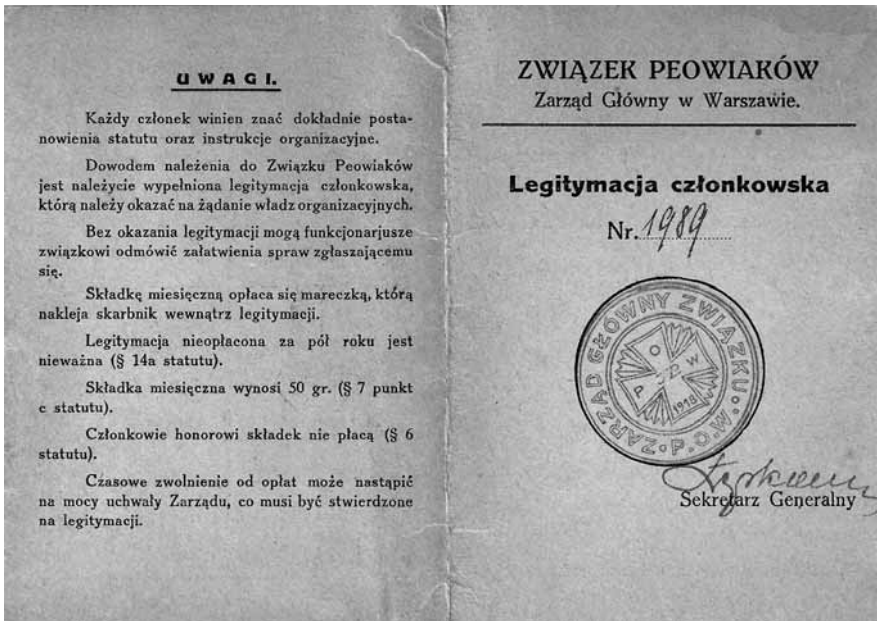 UWAGI.
Każdy członek winien znać dokładnie posta-
nowienia statutu oraz instrukcje organizacyjne.
Dowodem należenia do Związku Peowiaków
jest należycie wypełniona legitymacja członkowska,
którą należy okazać na żądanie władz organizacyjnych.
Bez okazania legitymacji mogą funkcjonarjusze
związkowi odmówić załatwienia spraw zgłaszającemu
się.
Składkę miesięczną opłaca się mareczką, którą
nakleja skarbnik wewnątrz legitymacji.
Legitymacja nieopłacona za pół roku jest
nieważna (§ 14a statutu).
Składka miesięczna wynosi 50 gr. (§ 7 punkt
c statutu).
Członkowie honorowi składek nie płacą (§ 6
statutu).
Czasowe zwolnienie od opłat może nastąpić
na mocy uchwały Zarządu, co musi być stwierdzone
na legitymacji.
ZWIĄZEK PEOWIAKÓW
Zarząd Główny w Warszawie.
Legitymacja członkowska
Nr. 1989
ZARZĄD GŁÓWNY ZWIĄZKU P.O.W.
P O W
1918
Sekretarz Generalny